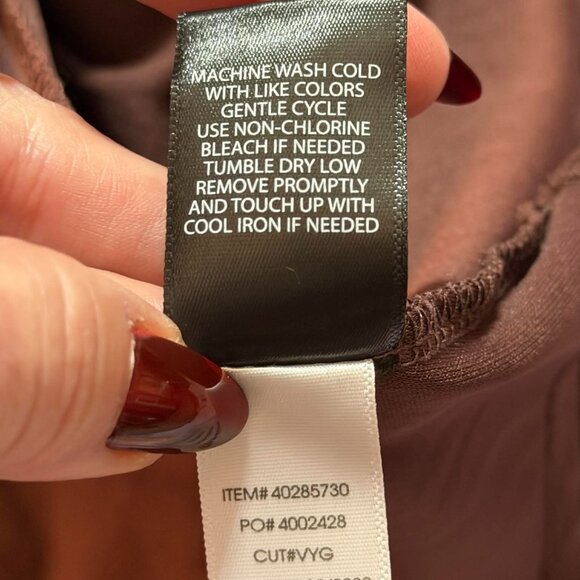 MACHINE WASH COLD
WITH LIKE COLORS
GENTLE CYCLE
USE NON-CHLORINE
BLEACH IF NEEDED
TUMBLE DRY LOW
REMOVE PROMPTLY
AND TOUCH UP WITH
COOL IRON IF NEEDED
ITEM# 40285730
PO# 4002428
CUT#VYG